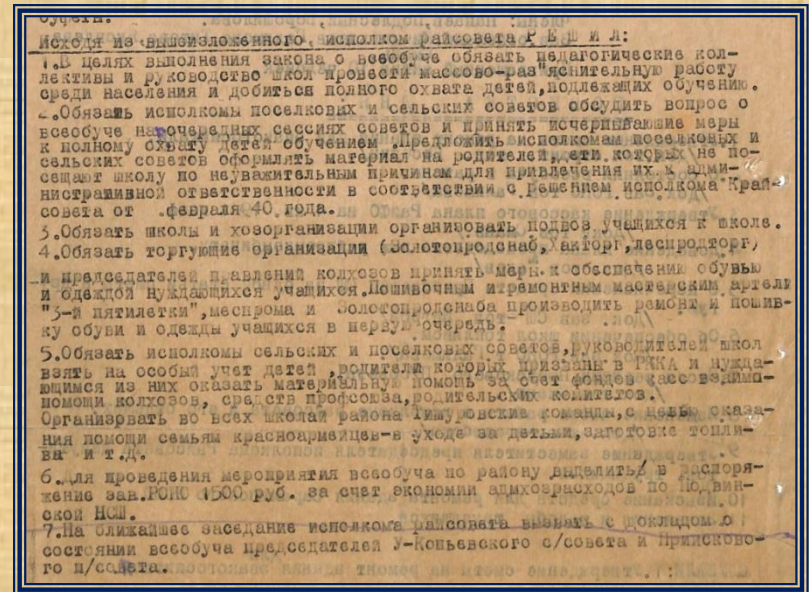 буфеты.
исходя из вышеизложенного, исполком райсовета Р Е Ш И Л:
1.В целях выполнения закона о всеобуче обязать педагогические кол-
лективы и руководство школ провести массово-раз"яснительную работу
среди населения и добиться полного охвата детей,подлежащих обучению.
2.Обязать исполкомы поселковых и сельских советов обсудить вопрос о
всеобуче на очередных сессиях советов и принять исчерпывающие меры
к полному охвату детей обучением .Предложить исполкомам поселковых и
сельских советов оформлять материал на родителей,дети которых не по-
сещают школу по неуважительным причинам для привлечения их к адми-
нистративной ответственности в соответствии с решением исполкома Край-
совета от .февраля 40 года.
3.Обязать школы и хозорганизации организовать подвоз учащихся к школе.
4.Обязать торгующие организации (Золотопродснаб,Хакторг,леспродторг)
и председателей правлений колхозов принять меры к обеспечению обувью
и одеждой нуждающихся учащихся.Пошивочным и ремонтным мастерским артели
"3-й пятилетки",меспрома и Золотопродснаба производить ремонт и пошив-
ку обуви и одежды учащихся в первую очередь.
5.Обязать исполкомы сельских и поселковых советов,руководителей школ
взять на особый учет детей ,родители которых призваны в РККА и нужда-
ющимся из них оказать материальную помощь за счет фондов касс взаимо-
помощи колхозов, средств профсоюза,родительских комитетов.
Организовать во всех школах района Тимуровские команды,с целью оказа-
ния помощи семьям красноармейцев-в уходе за детьми,заготовке топли-
ва и т.д.
6.Для проведения мероприятия всеобуча по району выделить в распоря-
жение зав.РОНО 1500 руб. за счет экономии адмхозрасходов по Подвин-
ской НСШ.
7.На ближайшее заседание исполкома райсовета вызвать с докладом о
состоянии всеобуча председателей У-Копьевского с/совета и Приисково-
го п/совета.